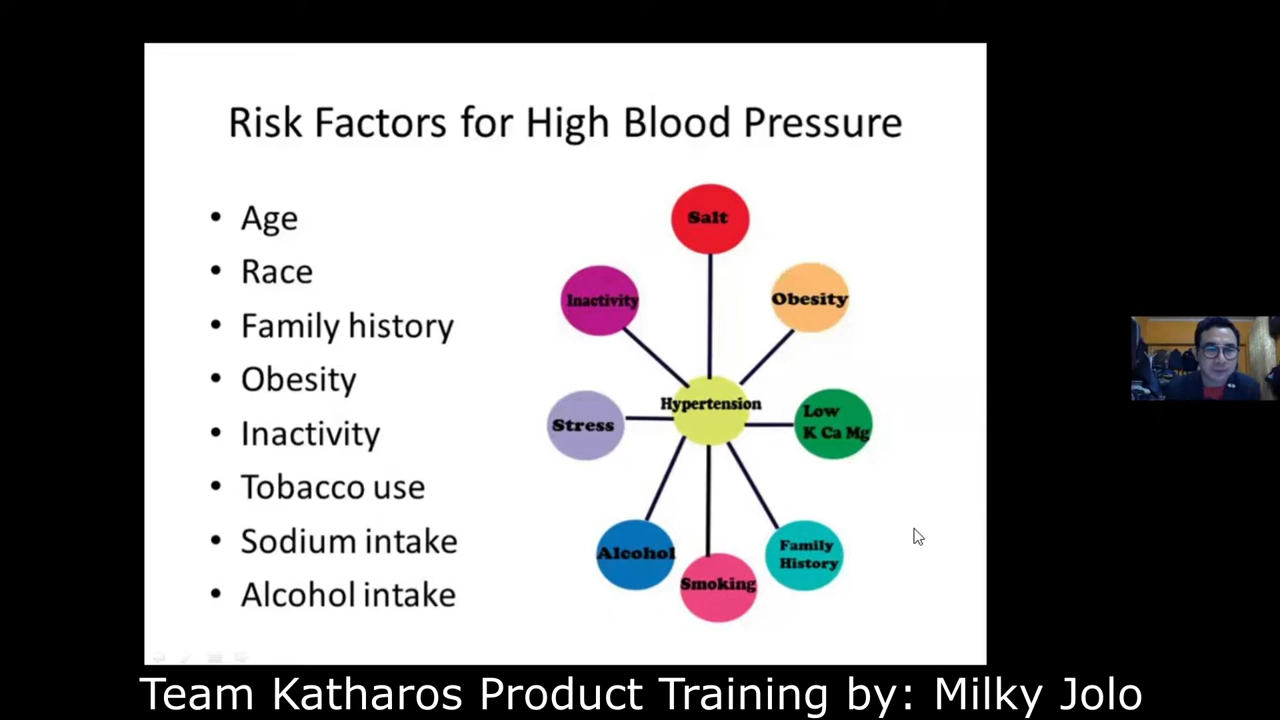 Risk Factors for High Blood Pressure
• Age
• Race
• Family history
• Obesity
• Inactivity
• Tobacco use
• Sodium intake
• Alcohol intake
Salt
Inactivity
Obesity
Hypertension
Stress
Low
K Ca Mg
Alcohol
Smoking
Family
History
Team Katharos Product Training by: Milky Jolo